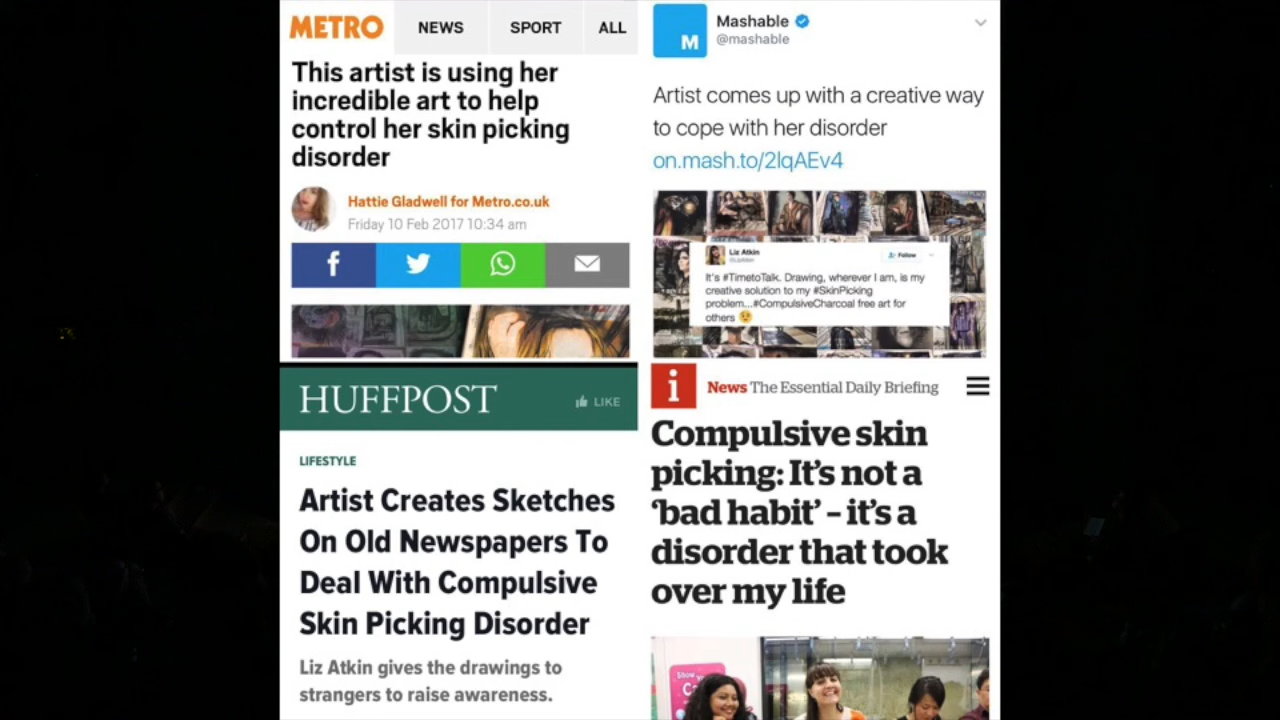 METRO NEWS SPORT ALL
This artist is using her
incredible art to help
control her skin picking
disorder
Hattie Gladwell for Metro.co.uk
Friday 10 Feb 2017 10:34 am
f
Mashable
M
@mashable
Artist comes up with a creative way
to cope with her disorder
on.mash.to/2lqAEv4
Liz Atkin
Follow
It's #TimetoTalk. Drawing, wherever I am, is my
creative solution to my #SkinPicking
problem...#CompulsiveCharcoal free art for
others
HUFFPOST
LIKE
LIFESTYLE
Artist Creates Sketches
On Old Newspapers To
Deal With Compulsive
Skin Picking Disorder
Liz Atkin gives the drawings to
strangers to raise awareness.
i News The Essential Daily Briefing
Compulsive skin
picking: It's not a
‘bad habit’ – it's a
disorder that took
over my life